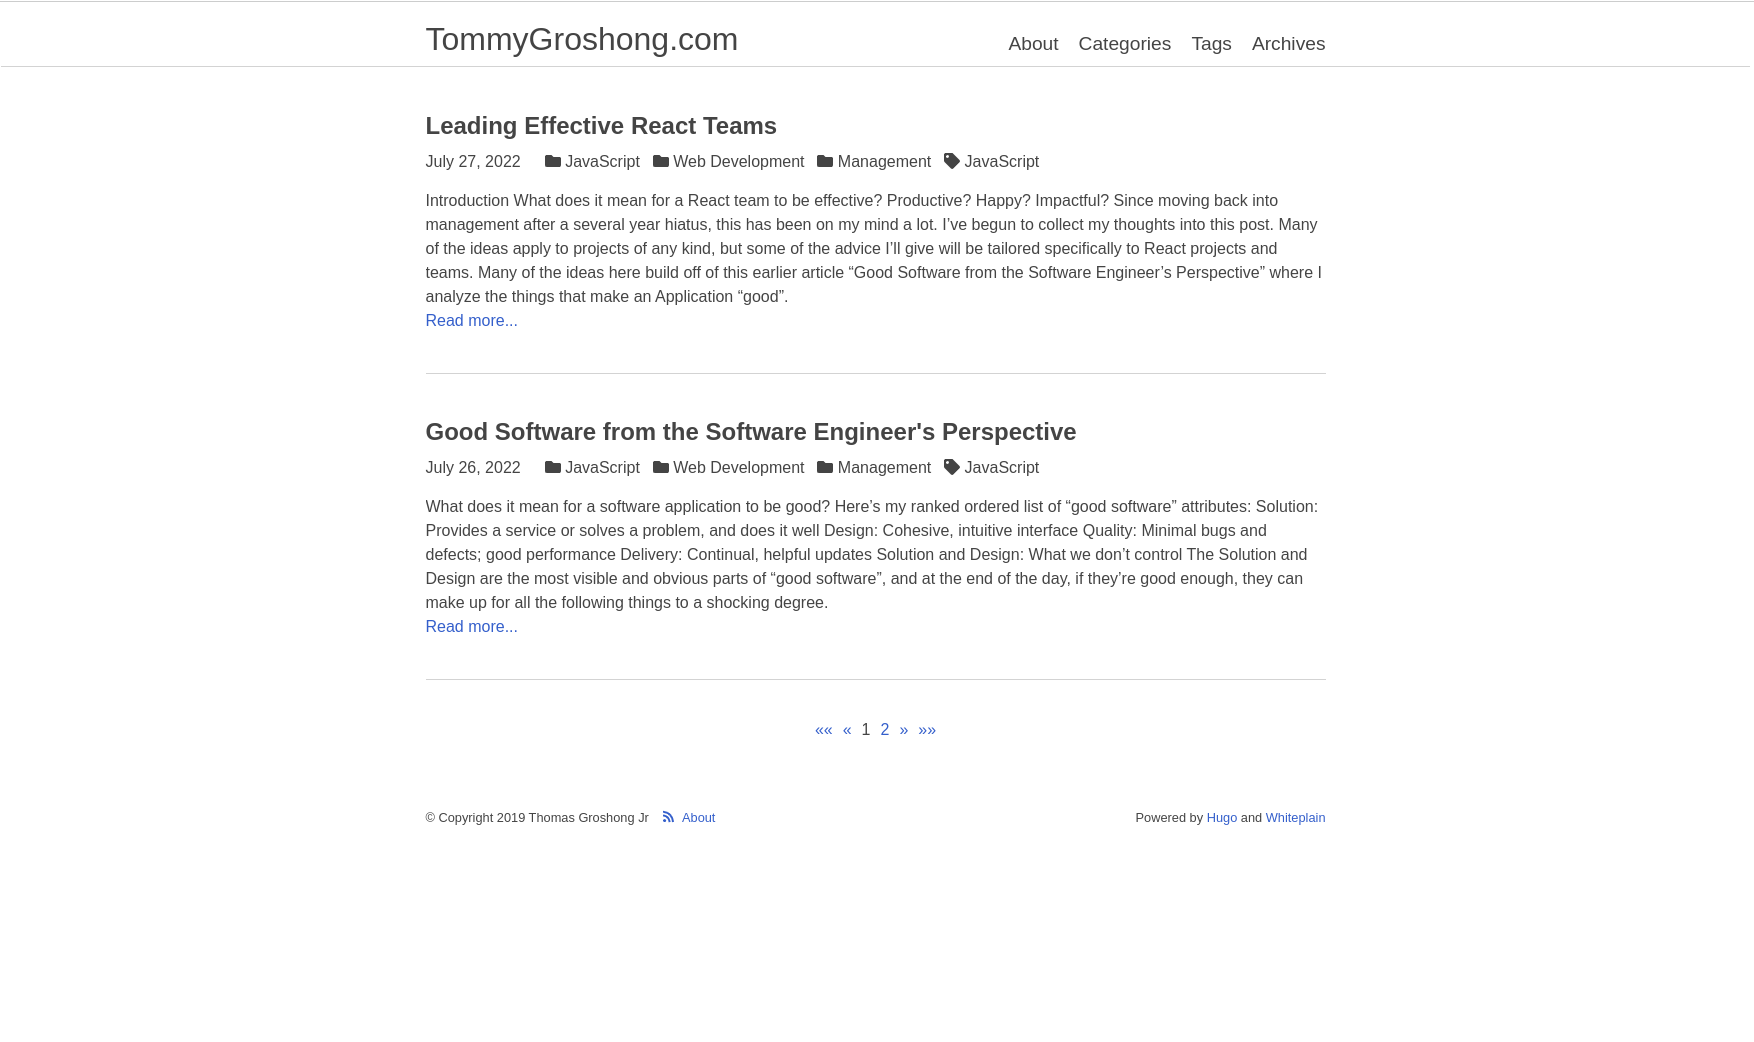 TommyGroshong.com
About Categories Tags Archives
Leading Effective React Teams
July 27, 2022 JavaScript Web Development Management JavaScript
Introduction What does it mean for a React team to be effective? Productive? Happy? Impactful? Since moving back into
management after a several year hiatus, this has been on my mind a lot. I’ve begun to collect my thoughts into this post. Many
of the ideas apply to projects of any kind, but some of the advice I’ll give will be tailored specifically to React projects and
teams. Many of the ideas here build off of this earlier article “Good Software from the Software Engineer’s Perspective” where I
analyze the things that make an Application “good”.
Read more...
Good Software from the Software Engineer's Perspective
July 26, 2022 JavaScript Web Development Management JavaScript
What does it mean for a software application to be good? Here’s my ranked ordered list of “good software” attributes: Solution:
Provides a service or solves a problem, and does it well Design: Cohesive, intuitive interface Quality: Minimal bugs and
defects; good performance Delivery: Continual, helpful updates Solution and Design: What we don’t control The Solution and
Design are the most visible and obvious parts of “good software”, and at the end of the day, if they’re good enough, they can
make up for all the following things to a shocking degree.
Read more...
«« « 1 2 » »»
© Copyright 2019 Thomas Groshong Jr About
Powered by Hugo and Whiteplain